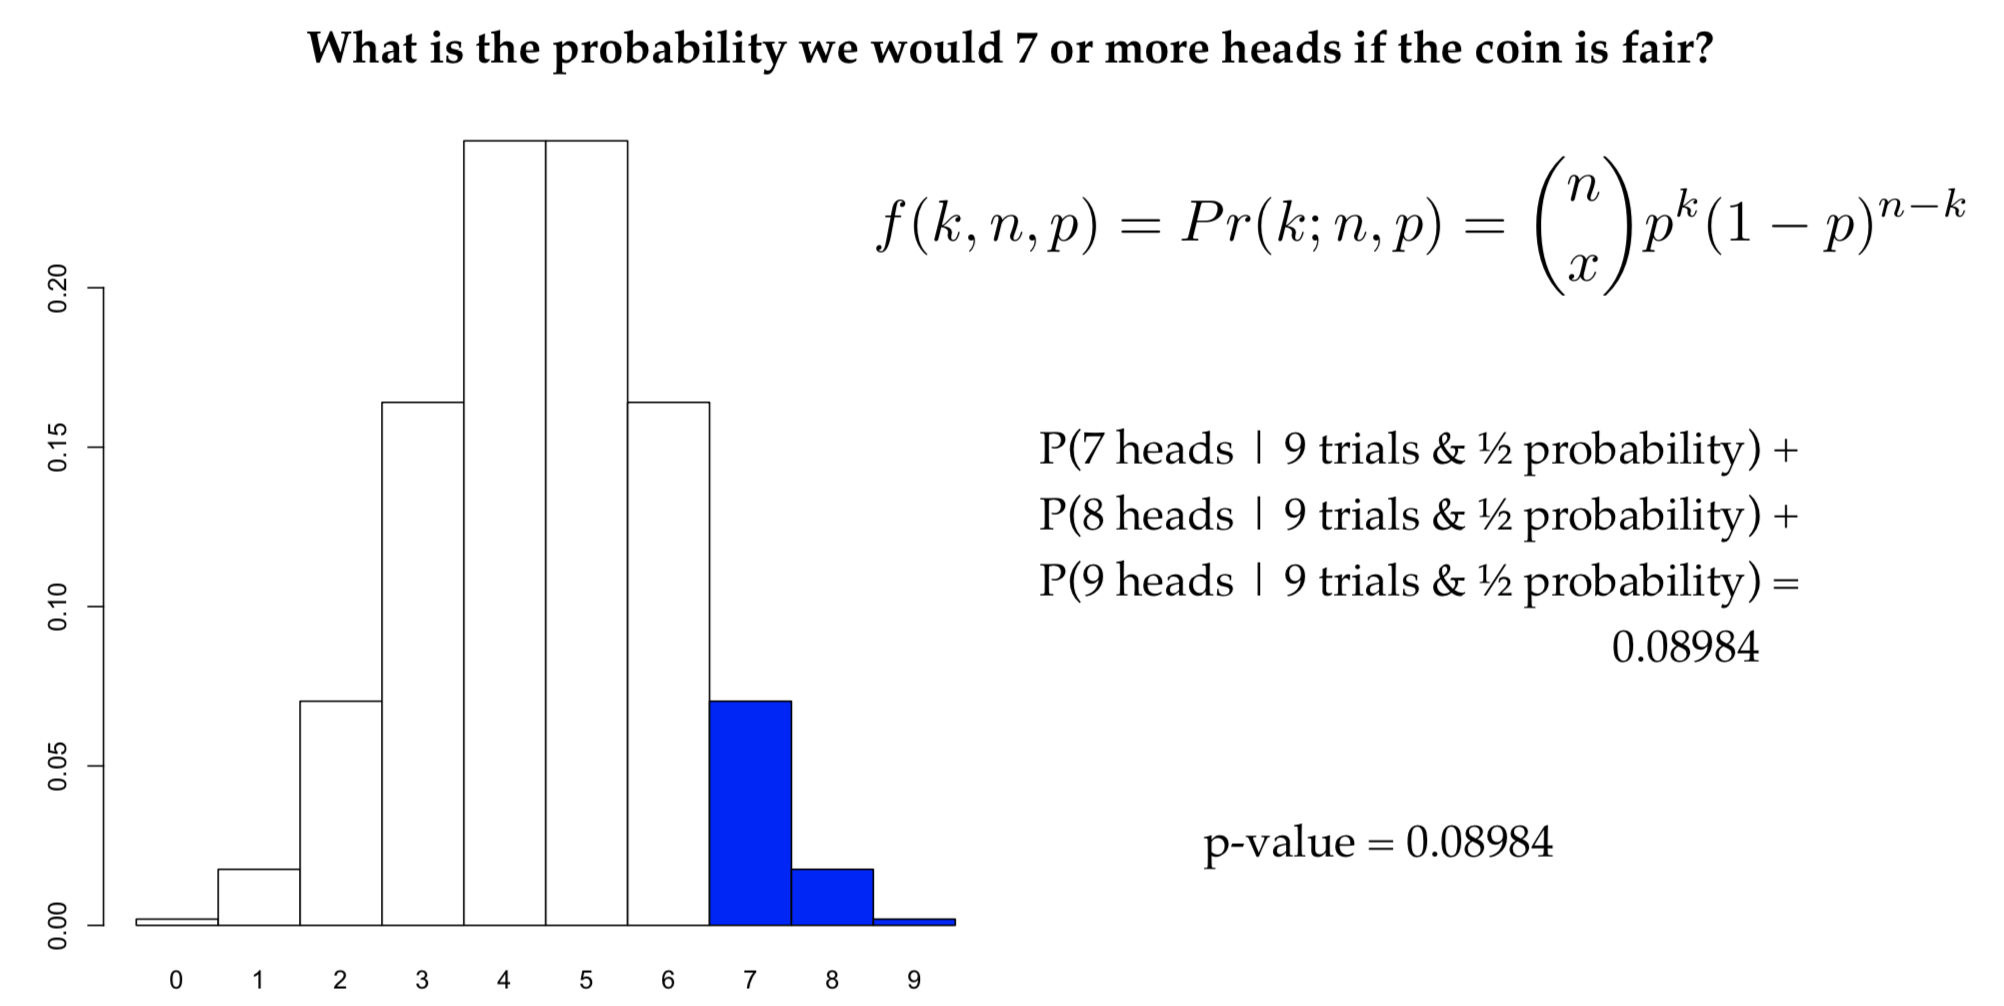 What is the probability we would 7 or more heads if the coin is fair?
f(k, n, p) = Pr(k; n, p) = (n x) p^k (1 − p)^{n−k}
P(7 heads | 9 trials & ½ probability) +
P(8 heads | 9 trials & ½ probability) +
P(9 heads | 9 trials & ½ probability) =
0.08984
p-value = 0.08984
0.20
0.15
0.10
0.05
0.00
0 1 2 3 4 5 6 7 8 9